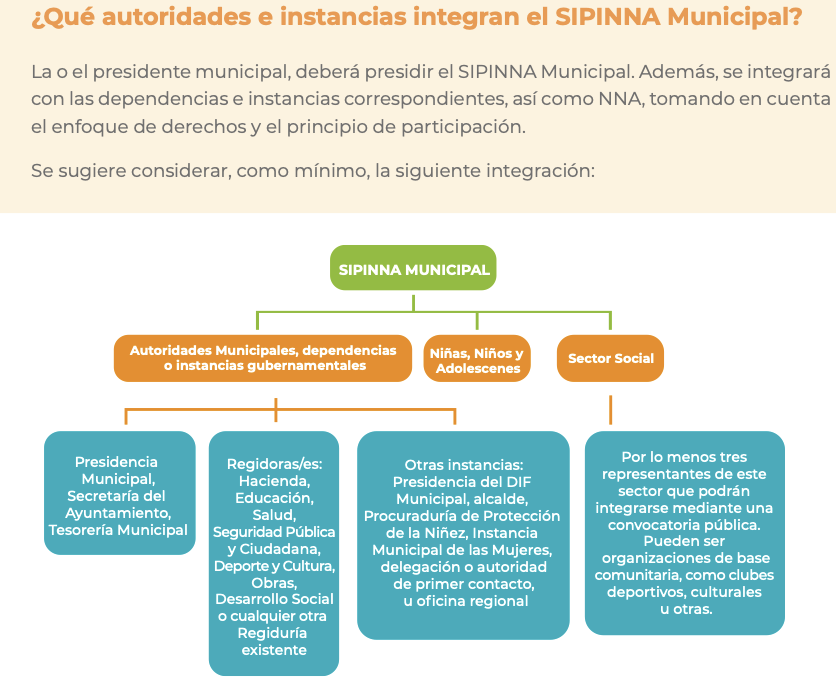 ¿Qué autoridades e instancias integran el SIPINNA Municipal?
La o el presidente municipal, deberá presidir el SIPINNA Municipal. Además, se integrará
con las dependencias e instancias correspondientes, así como NNA, tomando en cuenta
el enfoque de derechos y el principio de participación.
Se sugiere considerar, como mínimo, la siguiente integración:
SIPINNA MUNICIPAL
Autoridades Municipales, dependencias
o instancias gubernamentales
Niñas, Niños y
Adolescenes
Sector Social
Presidencia
Municipal,
Secretaría del
Ayuntamiento,
Tesorería Municipal
Regidoras/es:
Hacienda,
Educación,
Salud,
Seguridad Pública
y Ciudadana,
Deporte y Cultura,
Obras,
Desarrollo Social
o cualquier otra
Regiduría
existente
Otras instancias:
Presidencia del DIF
Municipal, alcalde,
Procuraduría de Protección
de la Niñez, Instancia
Municipal de las Mujeres,
delegación o autoridad
de primer contacto,
u oficina regional
Por lo menos tres
representantes de este
sector que podrán
integrarse mediante una
convocatoria pública.
Pueden ser
organizaciones de base
comunitaria, como clubes
deportivos, culturales
u otras.